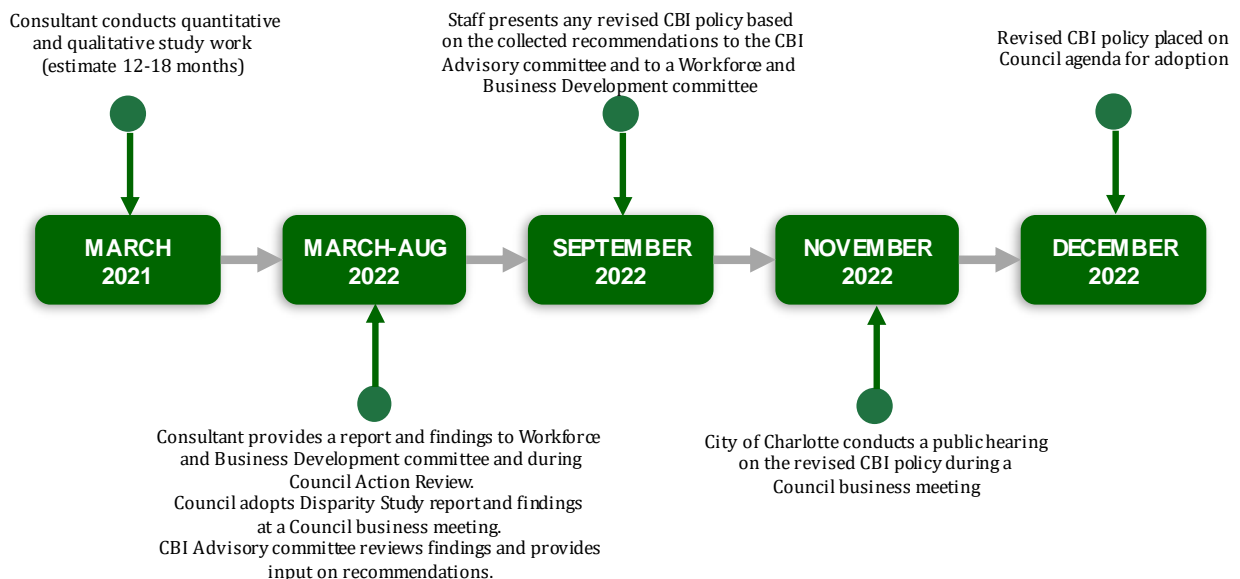 Consultant conducts quantitative
and qualitative study work
(estimate 12-18 months)
Staff presents any revised CBI policy based
on the collected recommendations to the CBI
Advisory committee and to a Workforce and
Business Development committee
Revised CBI policy placed on
Council agenda for adoption
MARCH
2021
MARCH-AUG
2022
SEPTEMBER
2022
NOVEMBER
2022
DECEMBER
2022
Consultant provides a report and findings to Workforce
and Business Development committee and during
Council Action Review.
Council adopts Disparity Study report and findings
at a Council business meeting.
CBI Advisory committee reviews findings and provides
input on recommendations.
City of Charlotte conducts a public hearing
on the revised CBI policy during a
Council business meeting